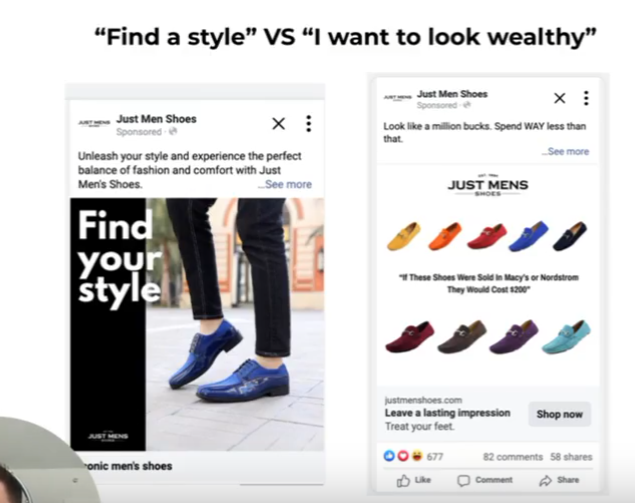 “Find a style” VS “I want to look wealthy”
JUST MENS
Just Men Shoes
Sponsored ·
Unleash your style and experience the perfect
balance of fashion and comfort with Just
Men's Shoes. ...See more
Find
your
style
JUST MENS
conic men's shoes
JUST MENS
Just Men Shoes
Sponsored ·
Look like a million bucks. Spend WAY less than
that.
...See more
JUST MENS
SHOES
"If These Shoes Were Sold In Macy's or Nordstrom
They Would Cost $200"
justmenshoes.com
Leave a lasting impression
Treat your feet.
Shop now
677 82 comments 58 shares
Like Comment Share